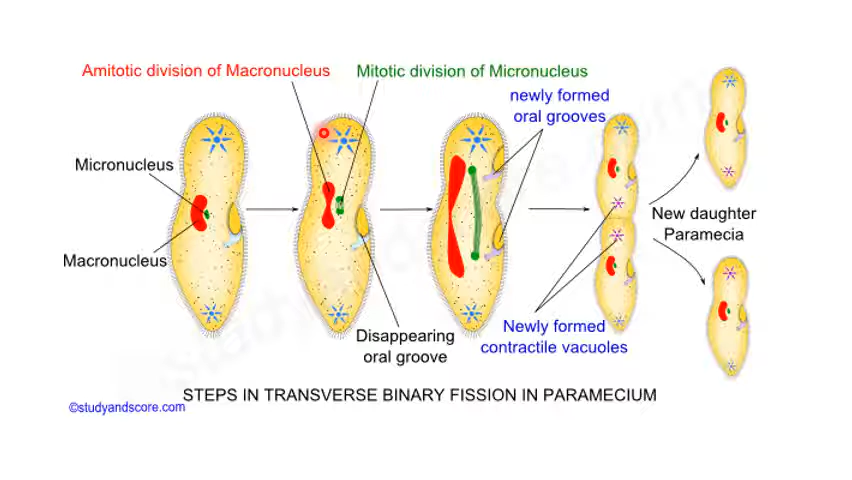 Amitotic division of Macronucleus
Mitotic division of Micronucleus
newly formed
oral grooves
Micronucleus
Macronucleus
New daughter
Paramecia
Disappearing
oral groove
Newly formed
contractile vacuoles
STEPS IN TRANSVERSE BINARY FISSION IN PARAMECIUM
©studyandscore.com